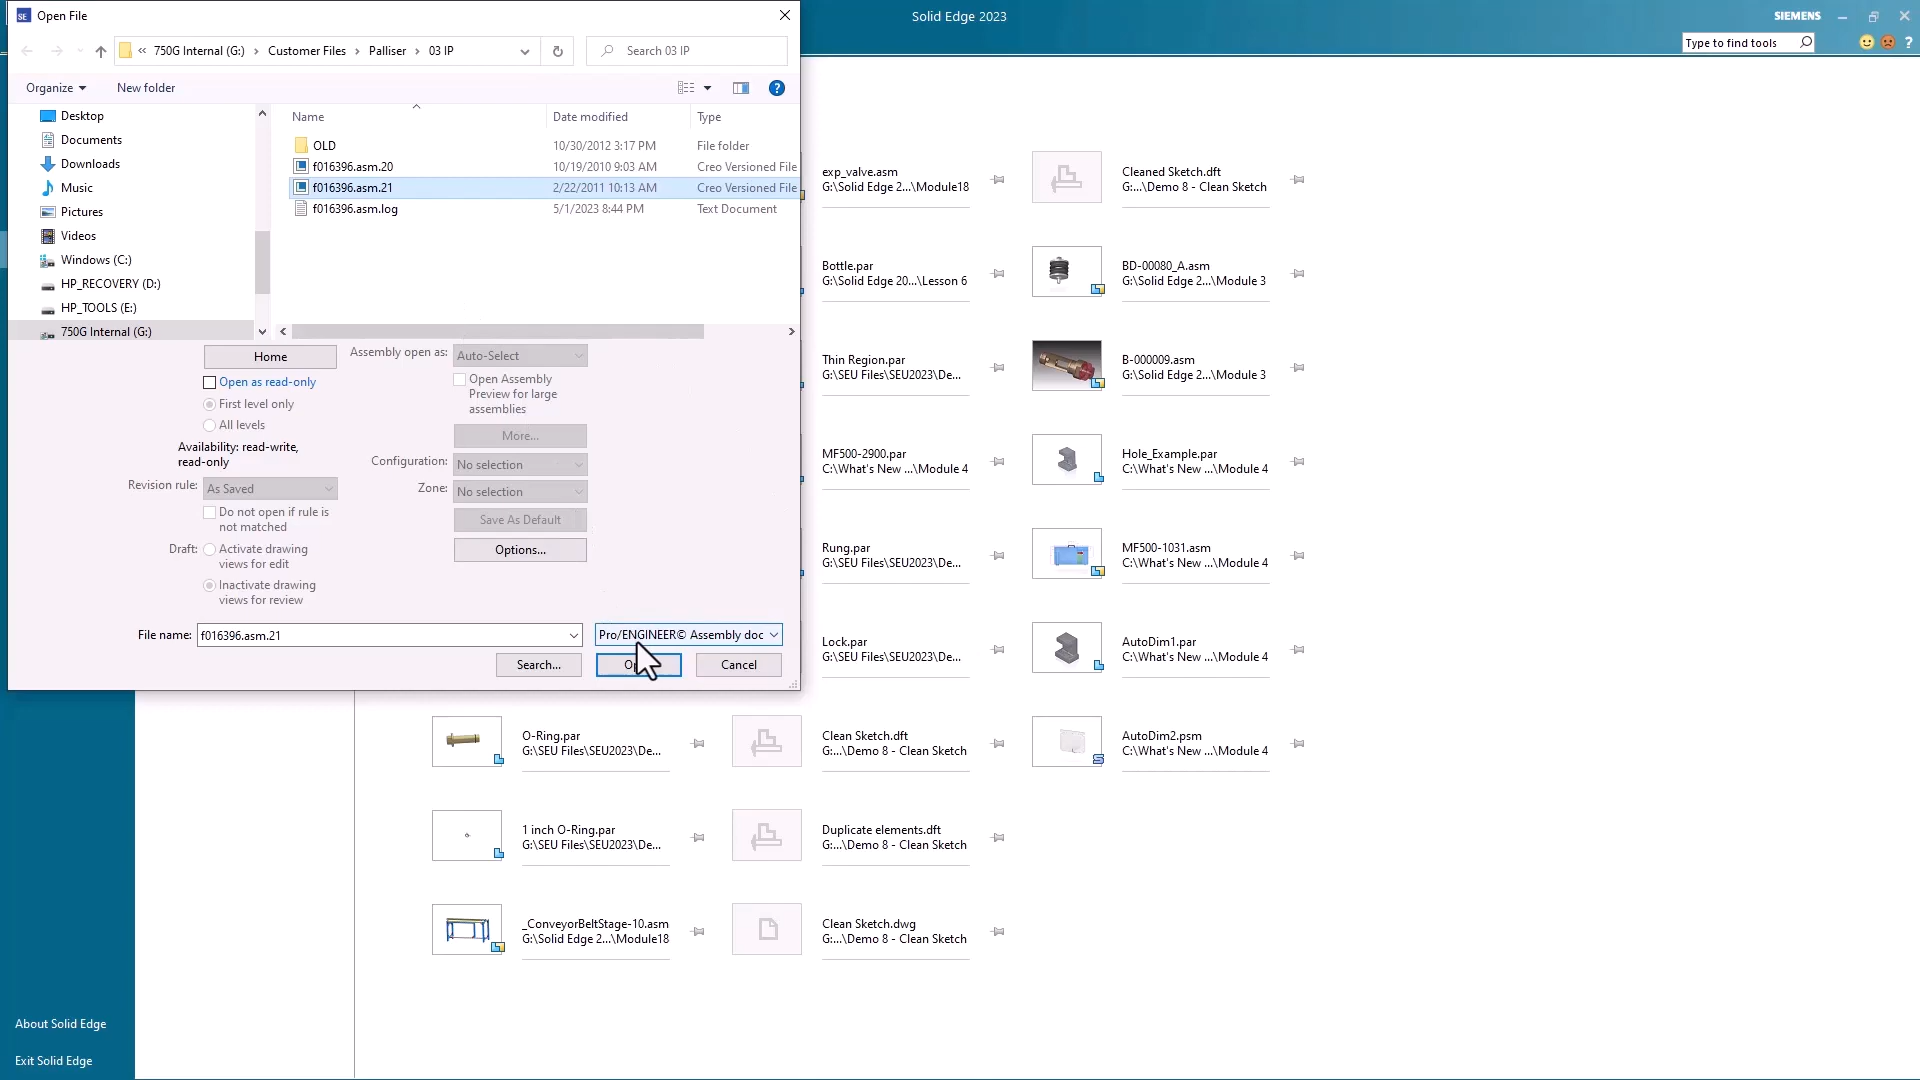 Open File
Solid Edge 2023
SIEMENS
« 750G Internal (G:) › Customer Files › Palliser › 03 IP
Search 03 IP
Type to find tools
Organize
New folder
Desktop
Documents
Downloads
Music
Pictures
Videos
Windows (C:)
HP_RECOVERY (D:)
HP_TOOLS (E:)
750G Internal (G:)
Name Date modified Type
OLD 10/30/2012 3:17 PM File folder
f016396.asm.20 10/19/2010 9:03 AM Creo Versioned File
f016396.asm.21 2/22/2011 10:13 AM Creo Versioned File
f016396.asm.log 5/1/2023 8:44 PM Text Document
Home
Open as read-only
First level only
All levels
Availability: read-write,
read-only
Revision rule: As Saved
Do not open if rule is
not matched
Draft: Activate drawing
views for edit
Inactivate drawing
views for review
Assembly open as: Auto-Select
Open Assembly
Preview for large
assemblies
More...
Configuration: No selection
Zone: No selection
Save As Default
Options...
File name: f016396.asm.21
Pro/ENGINEER© Assembly doc
Search...
Cancel
exp_valve.asm
G:\Solid Edge 2...\Module18
Cleaned Sketch.dft
G:...\Demo 8 - Clean Sketch
Bottle.par
G:\Solid Edge 20...\Lesson 6
BD-00080_A.asm
G:\Solid Edge 2...\Module 3
Thin Region.par
G:\SEU Files\SEU2023\De...
B-000009.asm
G:\Solid Edge 2...\Module 3
MF500-2900.par
C:\What's New ...\Module 4
Hole_Example.par
C:\What's New ...\Module 4
Rung.par
G:\SEU Files\SEU2023\De...
MF500-1031.asm
C:\What's New ...\Module 4
Lock.par
G:\SEU Files\SEU2023\De...
AutoDim1.par
C:\What's New ...\Module 4
O-Ring.par
G:\SEU Files\SEU2023\De...
Clean Sketch.dft
G:...\Demo 8 - Clean Sketch
AutoDim2.psm
C:\What's New ...\Module 4
1 inch O-Ring.par
G:\SEU Files\SEU2023\De...
Duplicate elements.dft
G:...\Demo 8 - Clean Sketch
_ConveyorBeltStage-10.asm
G:\Solid Edge 2...\Module18
Clean Sketch.dwg
G:...\Demo 8 - Clean Sketch
About Solid Edge
Exit Solid Edge